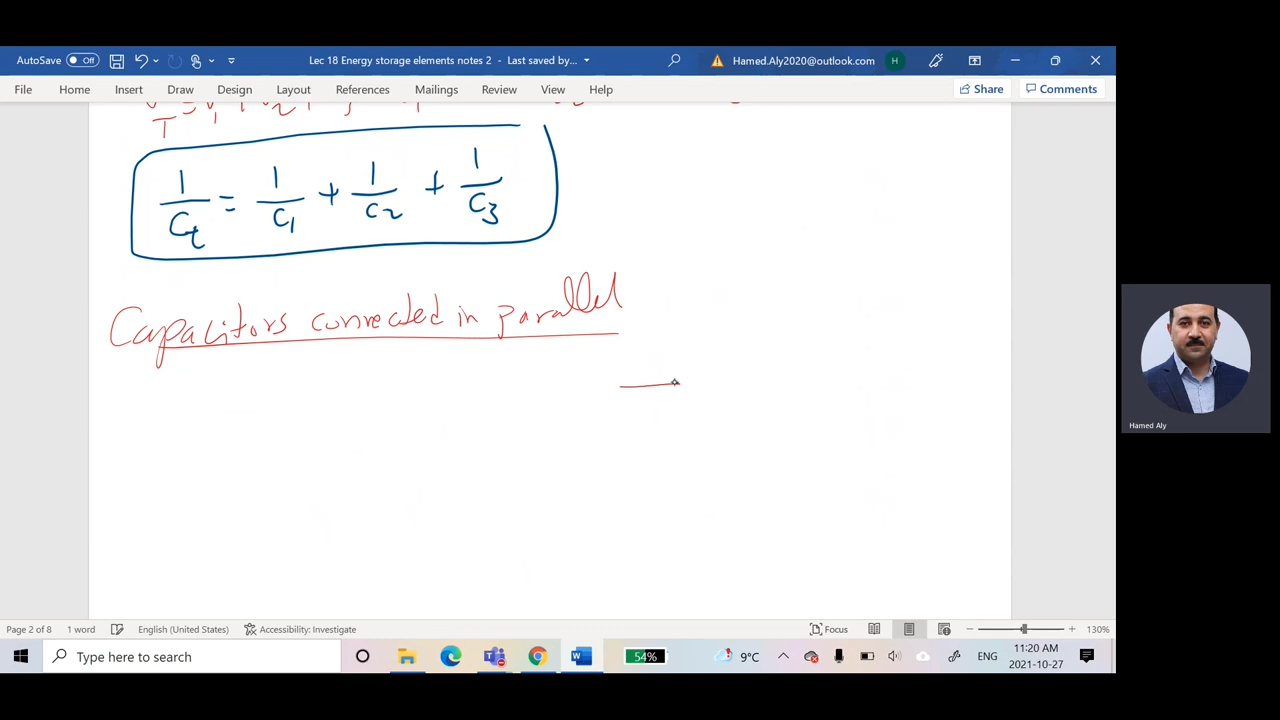 AutoSave Off Lec 18 Energy storage elements notes 2 - Last saved by... Hamed.Aly2020@outlook.com H
File Home Insert Draw Design Layout References Mailings Review View Help Share Comments
1/Ct = 1/C1 + 1/C2 + 1/C3
Capacitors connected in parallel
Hamed Aly
Page 2 of 8 1 word English (United States) Accessibility: Investigate Focus 130%
Type here to search 54% 9°C ENG 11:20 AM
2021-10-27